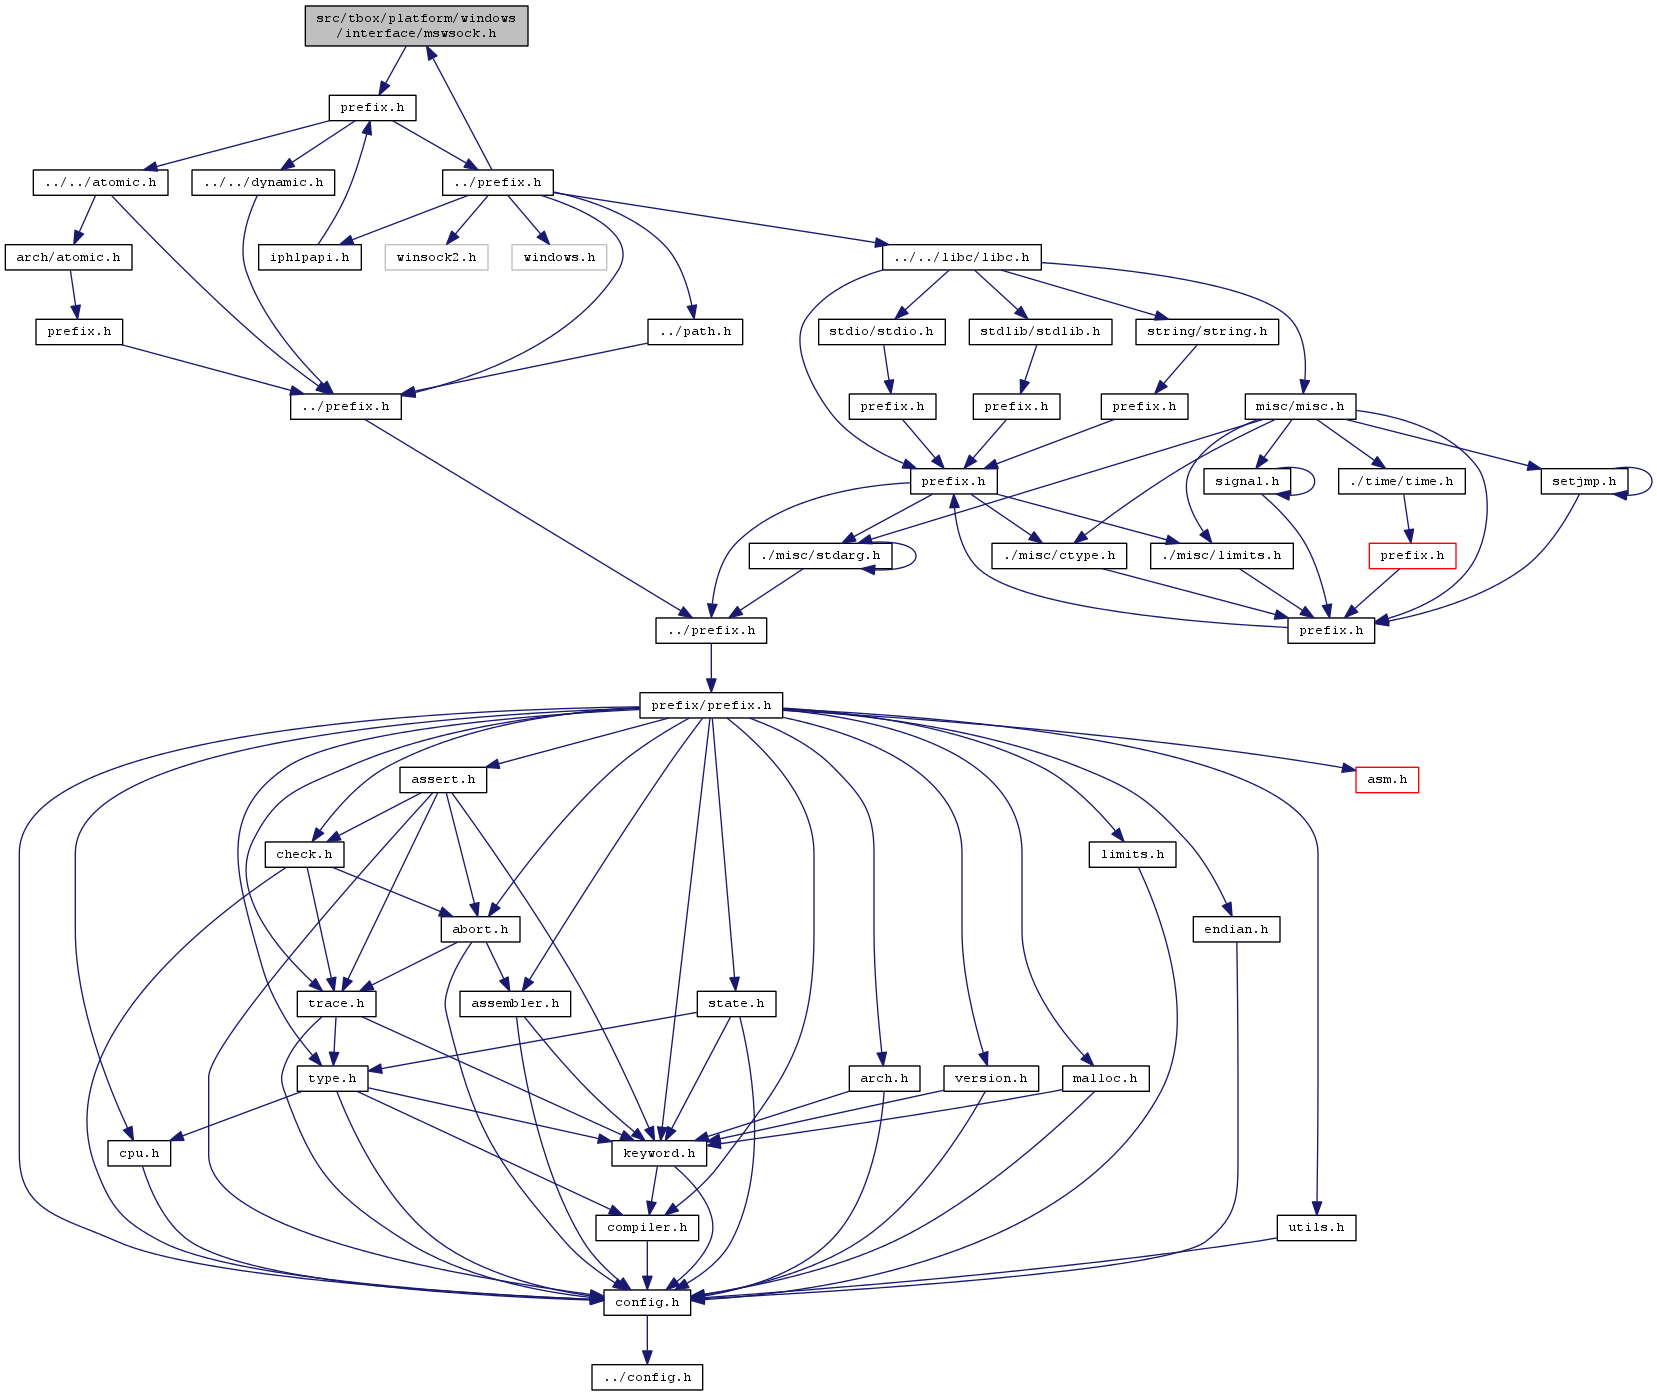 src/tbox/platform/windows
/interface/mswsock.h
prefix.h
../../atomic.h
../../dynamic.h
../prefix.h
arch/atomic.h
iphlpapi.h
winsock2.h
windows.h
../../libc/libc.h
prefix.h
../path.h
stdio/stdio.h
stdlib/stdlib.h
string/string.h
../prefix.h
prefix.h
prefix.h
prefix.h
misc/misc.h
prefix.h
signal.h
./time/time.h
setjmp.h
./misc/stdarg.h
./misc/ctype.h
./misc/limits.h
prefix.h
../prefix.h
prefix.h
prefix/prefix.h
assert.h
asm.h
check.h
limits.h
abort.h
endian.h
trace.h
assembler.h
state.h
type.h
arch.h
version.h
malloc.h
cpu.h
keyword.h
compiler.h
utils.h
config.h
../config.h